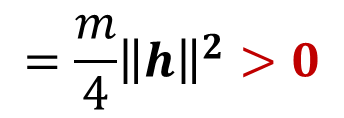 = m/4 ‖h‖² > 0